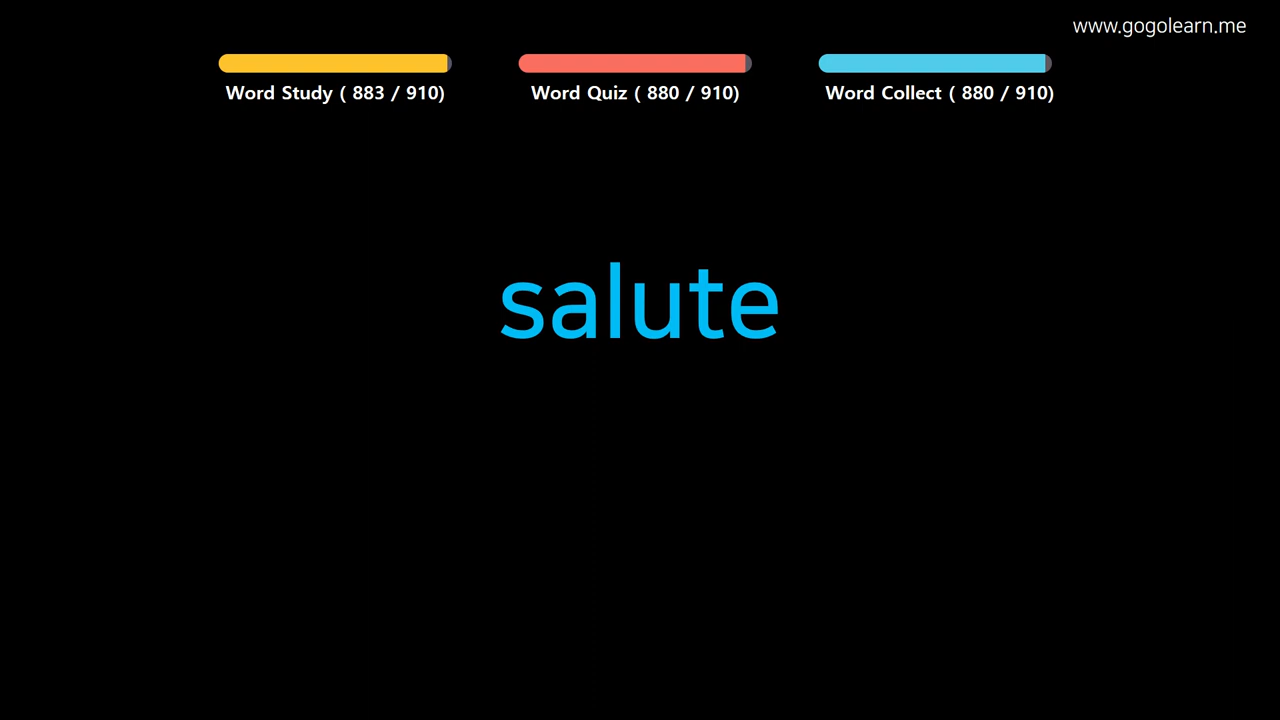 www.gogolearn.me
Word Study ( 883 / 910)
Word Quiz ( 880 / 910)
Word Collect ( 880 / 910)
salute